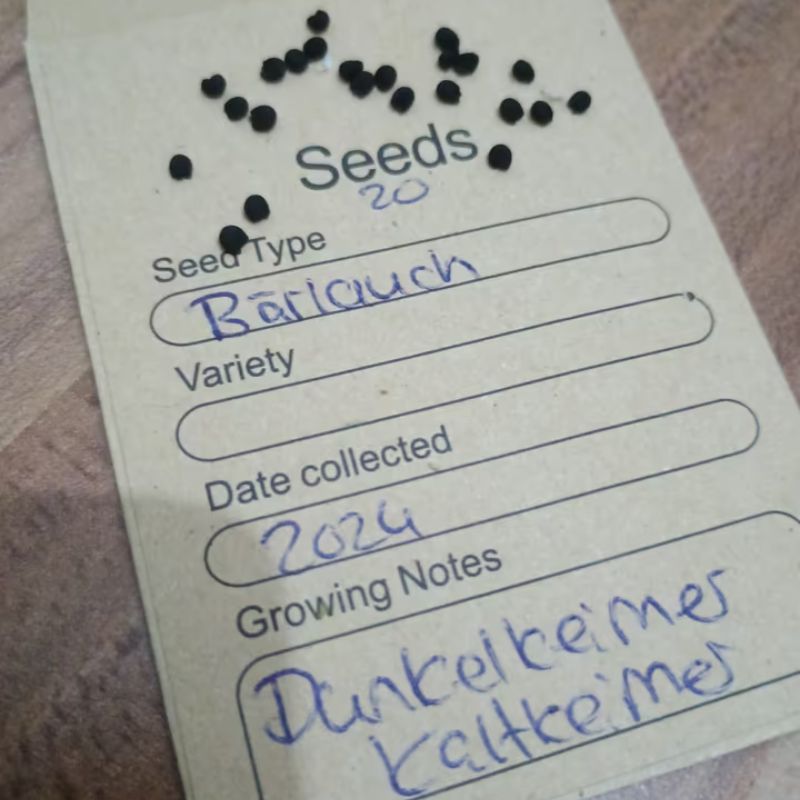 Seeds
20
Seed Type
Bärlauch
Variety
Date collected
2024
Growing Notes
Dunkelkeimer
Kaltkeimer